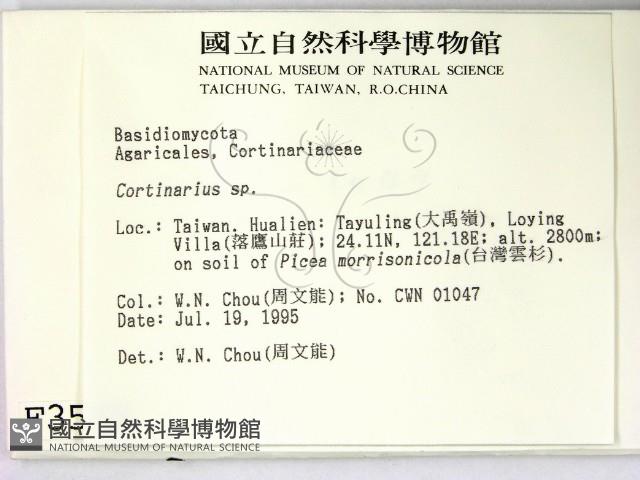 國立自然科學博物館
NATIONAL MUSEUM OF NATURAL SCIENCE
TAICHUNG, TAIWAN, R.O.CHINA
Basidiomycota
Agaricales, Cortinariaceae
Cortinarius sp.
Loc.: Taiwan. Hualien: Tayuling(大禹嶺), Loying
Villa(落鷹山莊); 24.11N, 121.18E; alt. 2800m;
on soil of Picea morrisonicola(台灣雲杉).
Col.: W.N. Chou(周文能); No. CWN 01047
Date: Jul. 19, 1995
Det.: W.N. Chou(周文能)
F35
國立自然科學博物館
NATIONAL MUSEUM OF NATURAL SCIENCE